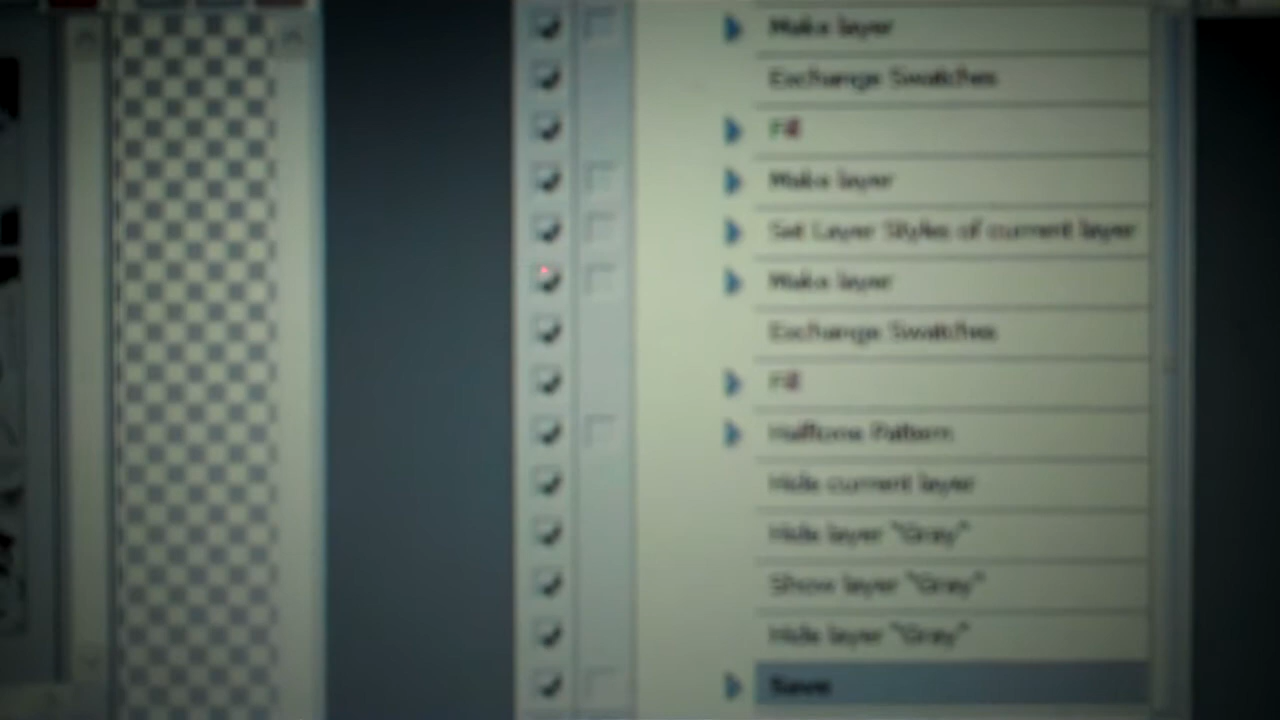 Make layer
Exchange Swatches
Fill
Make layer
Set Layer Styles of current layer
Make layer
Exchange Swatches
Fill
Halftone Pattern
Hide current layer
Hide layer "Gray"
Show layer "Gray"
Hide layer "Gray"
Save